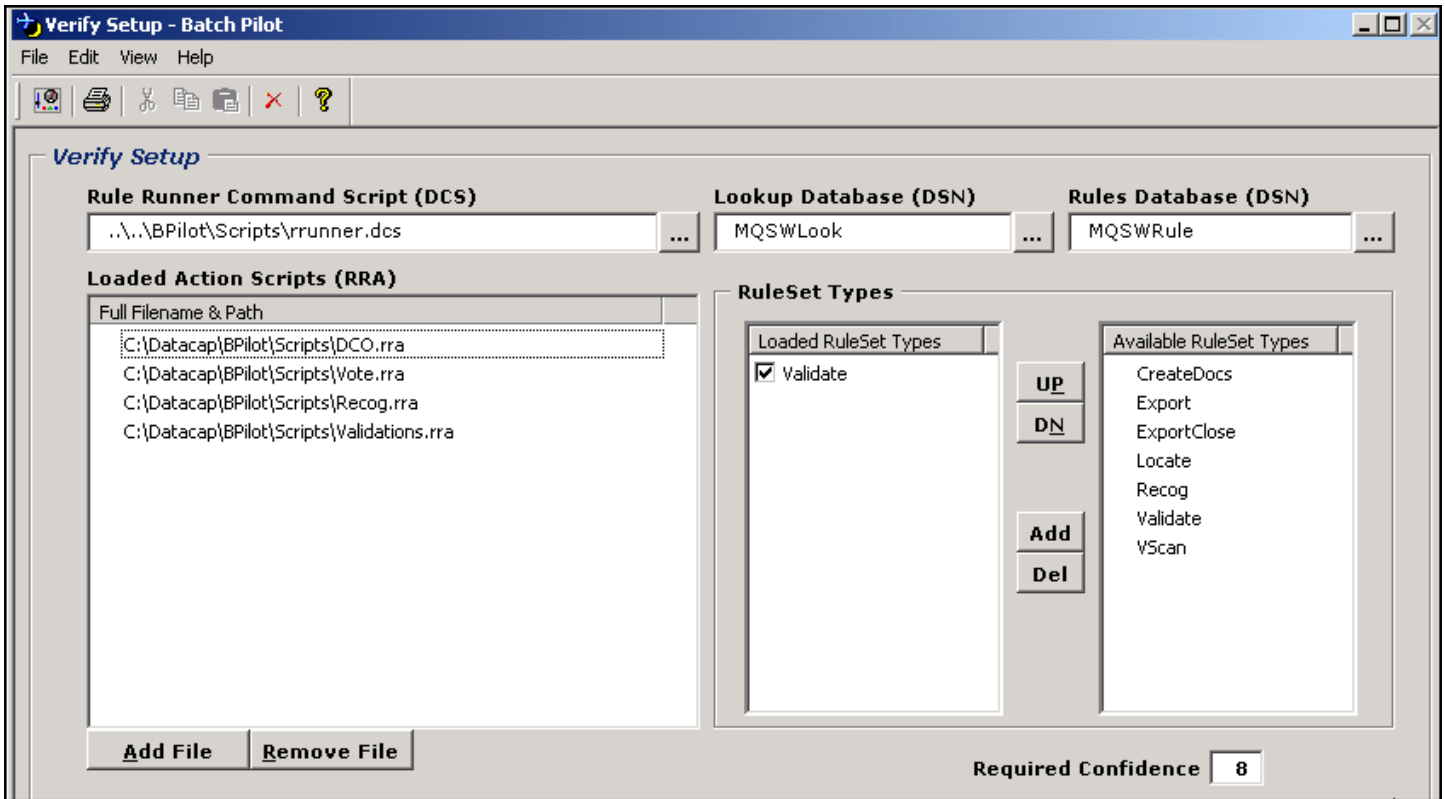 Verify Setup - Batch Pilot
File Edit View Help
Verify Setup
Rule Runner Command Script (DCS) Lookup Database (DSN) Rules Database (DSN)
..\..\BPilot\Scripts\rrunner.dcs ... MQSWLook ... MQSWRule ...
Loaded Action Scripts (RRA)
RuleSet Types
Full Filename & Path
Loaded RuleSet Types
Available RuleSet Types
C:\Datacap\BPilot\Scripts\DCO.rra
C:\Datacap\BPilot\Scripts\Vote.rra
C:\Datacap\BPilot\Scripts\Recog.rra
C:\Datacap\BPilot\Scripts\Validations.rra
Validate
UP
DN
Add
Del
CreateDocs
Export
ExportClose
Locate
Recog
Validate
VScan
Add File Remove File
Required Confidence 8